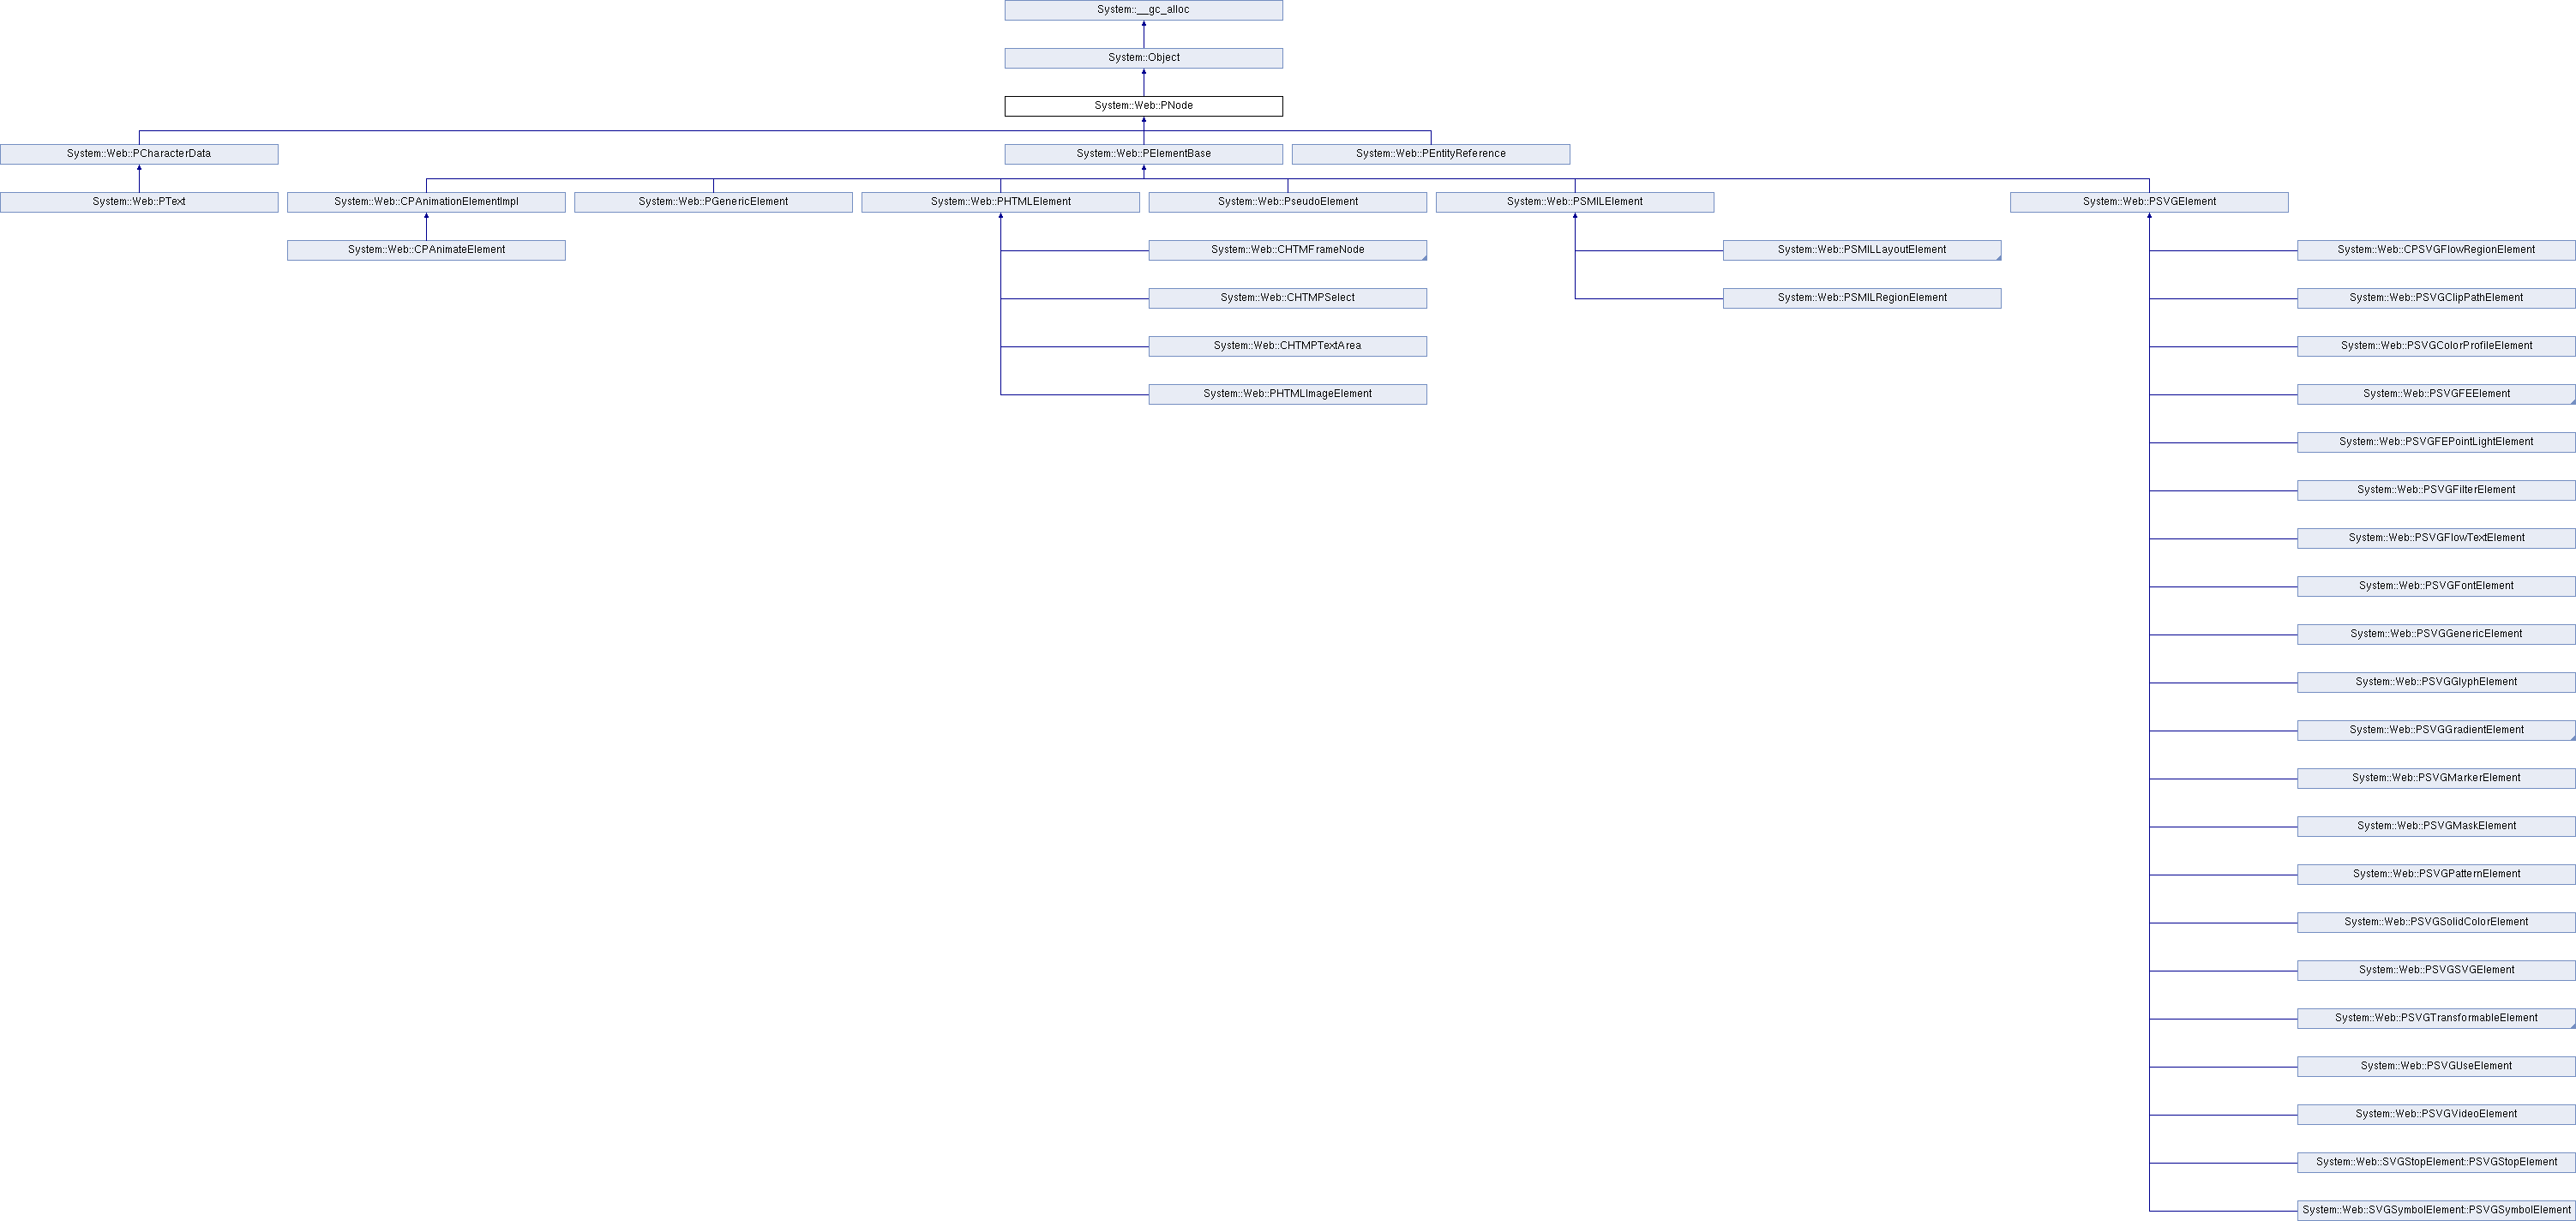 System::__gc_alloc
System::Object
System::Web::PNode
System::Web::PCharacterData
System::Web::PElementBase
System::Web::PEntityReference
System::Web::PText
System::Web::CPAnimationElementImpl
System::Web::PGenericElement
System::Web::PHTMLElement
System::Web::PseudoElement
System::Web::PSMILElement
System::Web::PSVGElement
System::Web::CPAnimateElement
System::Web::CHTMFrameNode
System::Web::PSMILLayoutElement
System::Web::CPSVGFlowRegionElement
System::Web::CHTMPSelect
System::Web::PSMILRegionElement
System::Web::PSVGClipPathElement
System::Web::CHTMPTextArea
System::Web::PSVGColorProfileElement
System::Web::PHTMLImageElement
System::Web::PSVGFEElement
System::Web::PSVGFEPointLightElement
System::Web::PSVGFilterElement
System::Web::PSVGFlowTextElement
System::Web::PSVGFontElement
System::Web::PSVGGenericElement
System::Web::PSVGGlyphElement
System::Web::PSVGGradientElement
System::Web::PSVGMarkerElement
System::Web::PSVGMaskElement
System::Web::PSVGPatternElement
System::Web::PSVGSolidColorElement
System::Web::PSVGSVGElement
System::Web::PSVGTransformableElement
System::Web::PSVGUseElement
System::Web::PSVGVideoElement
System::Web::SVGStopElement::PSVGStopElement
System::Web::SVGSymbolElement::PSVGSymbolElement